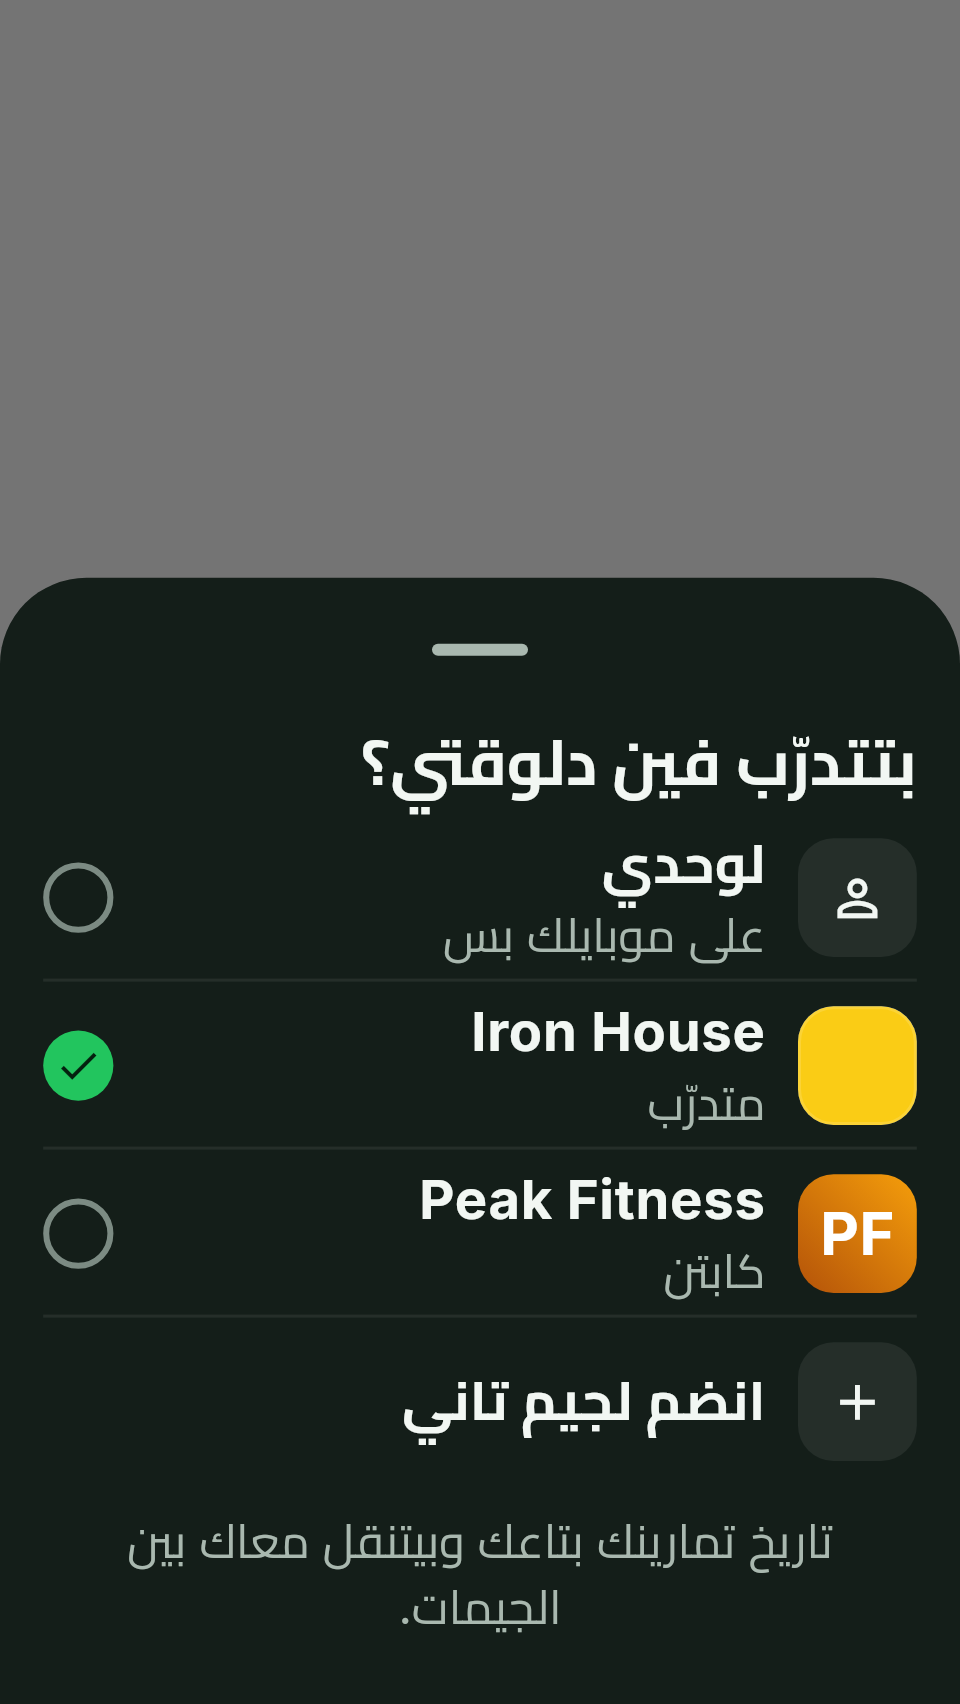 بتتدرّب فين دلوقتي؟
لوحدي
على موبايلك بس
Iron House
متدرّب
PF
Peak Fitness
كابتن
انضم لجيم تاني
تاريخ تمارينك بتاعك وبيتنقل معاك بين
الجيمات.